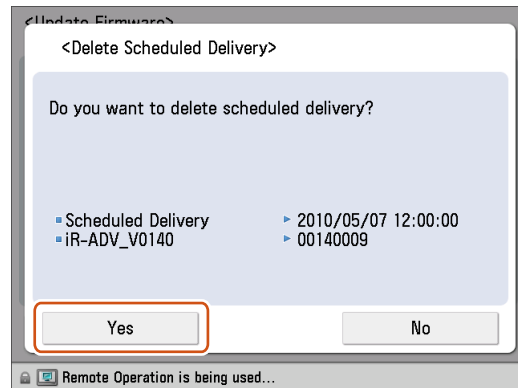 <Update Firmware>
<Delete Scheduled Delivery>
Do you want to delete scheduled delivery?
Scheduled Delivery 2010/05/07 12:00:00
iR-ADV_V0140 00140009
Yes No
Remote Operation is being used...